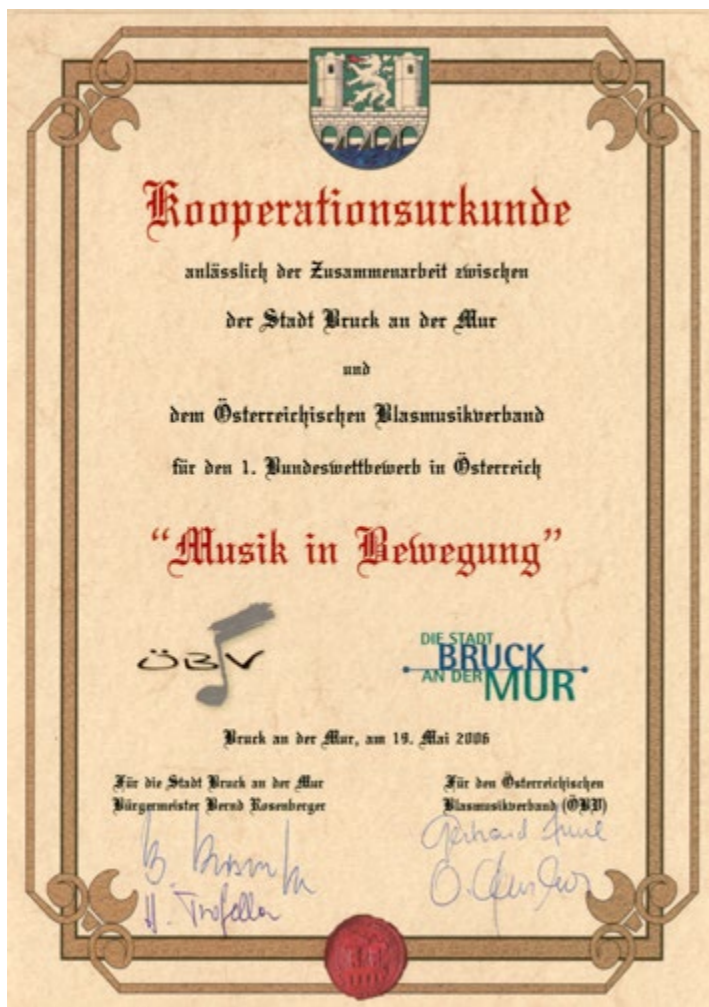 Kooperationsurkunde
anlässlich der Zusammenarbeit zwischen
der Stadt Bruck an der Mur
und
dem Österreichischen Blasmusikverband
für den 1. Bundeswettbewerb in Österreich
“Musik in Bewegung”
ÖBV
DIE STADT
BRUCK
AN DER MUR
Bruck an der Mur, am 19. Mai 2006
Für die Stadt Bruck an der Mur
Bürgermeister Bernd Rosenberger
Für den Österreichischen
Blasmusikverband (ÖBV)
Gerhard